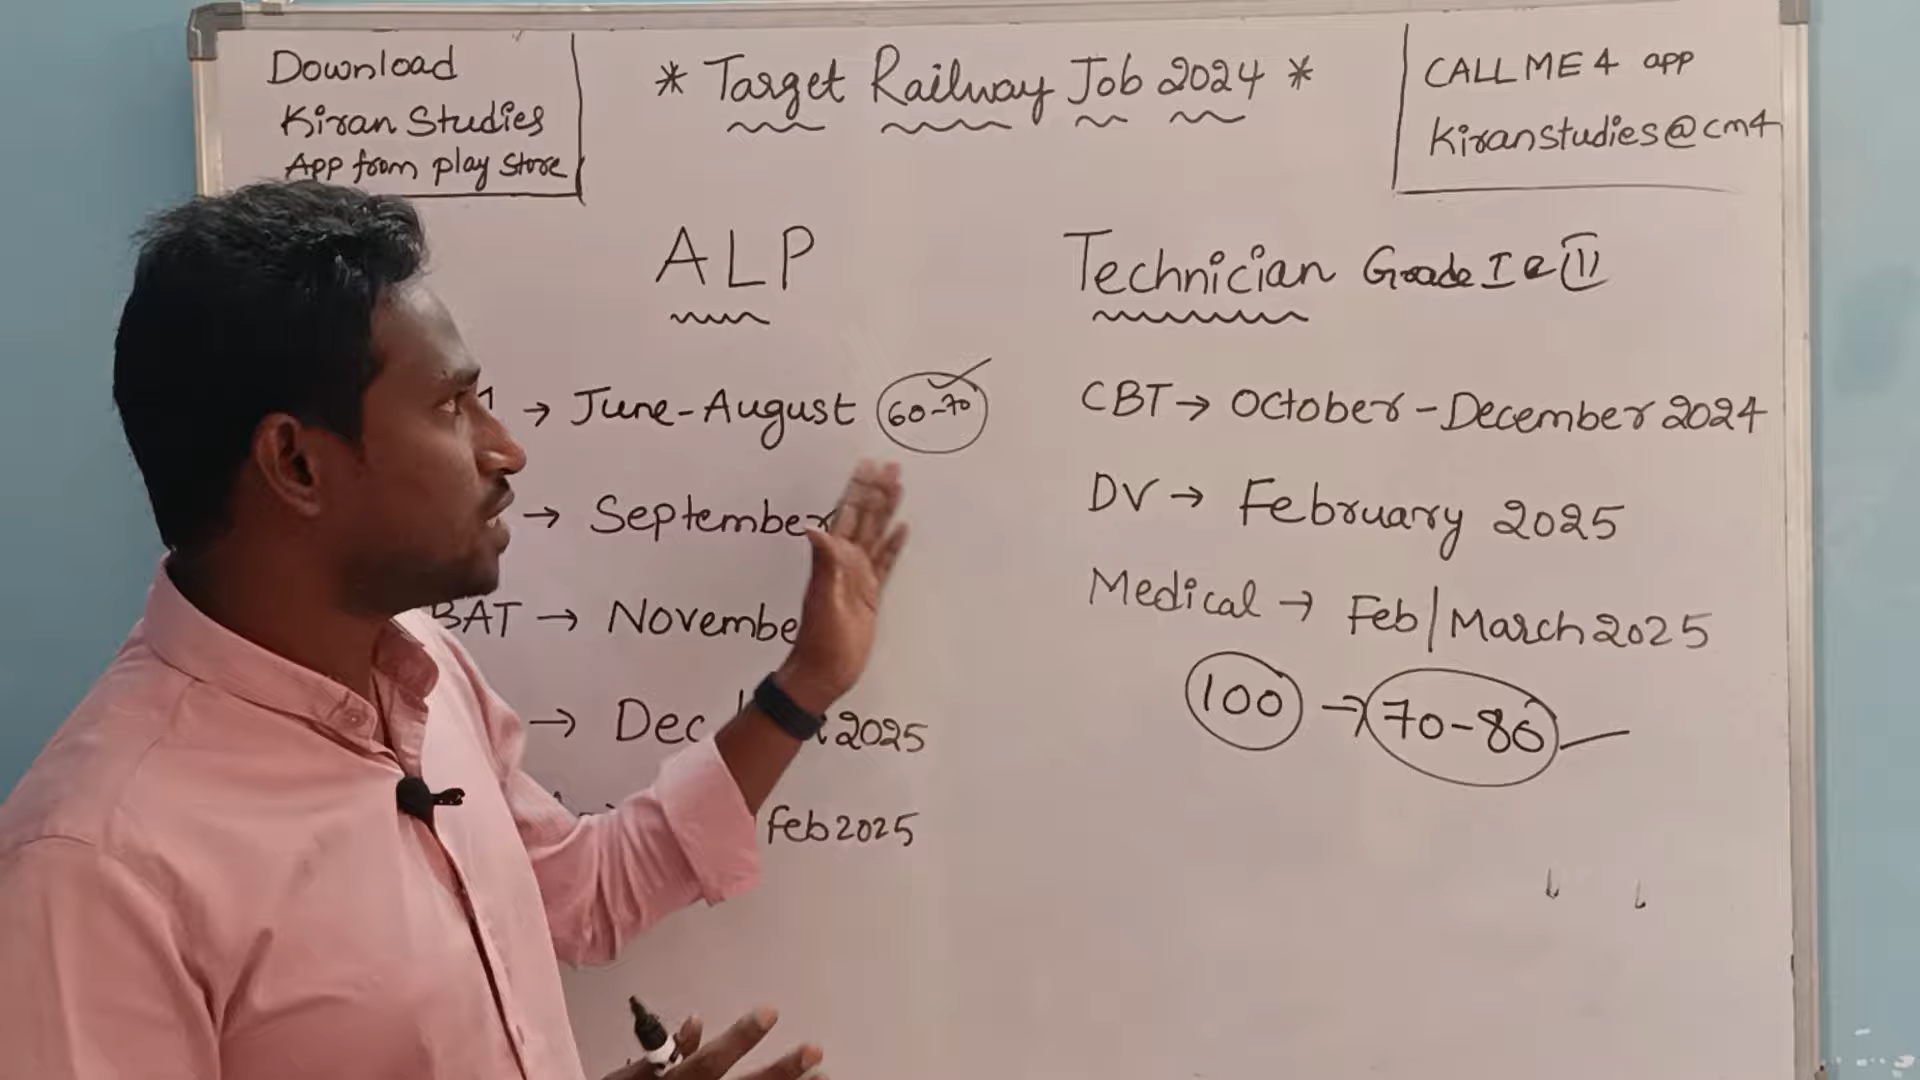 Download
Kiran Studies
App from play store
* Target Railway Job 2024 *
CALL ME 4 app
kiranstudies@cm4
ALP
1 → June-August 60-70
→ September
BAT → November
→ Dec 2025
feb 2025
Technician Grade I & II
CBT → October - December 2024
DV → February 2025
Medical → Feb | March 2025
100 → 70-80